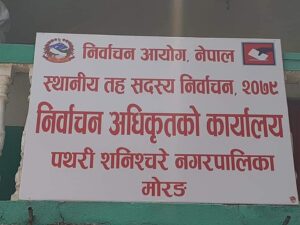 निर्वाचन आयोग, नेपाल
स्थानीय तह सदस्य निर्वाचन, २०७९
निर्वाचन अधिकृतको कार्यालय
पथरी शनिश्चरे नगरपालिका
मोरङ